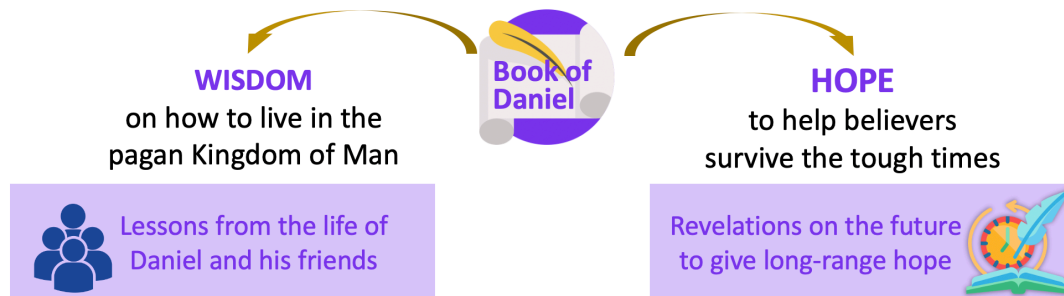 Book of
Daniel
WISDOM
on how to live in the
pagan Kingdom of Man
Lessons from the life of
Daniel and his friends
HOPE
to help believers
survive the tough times
Revelations on the future
to give long-range hope